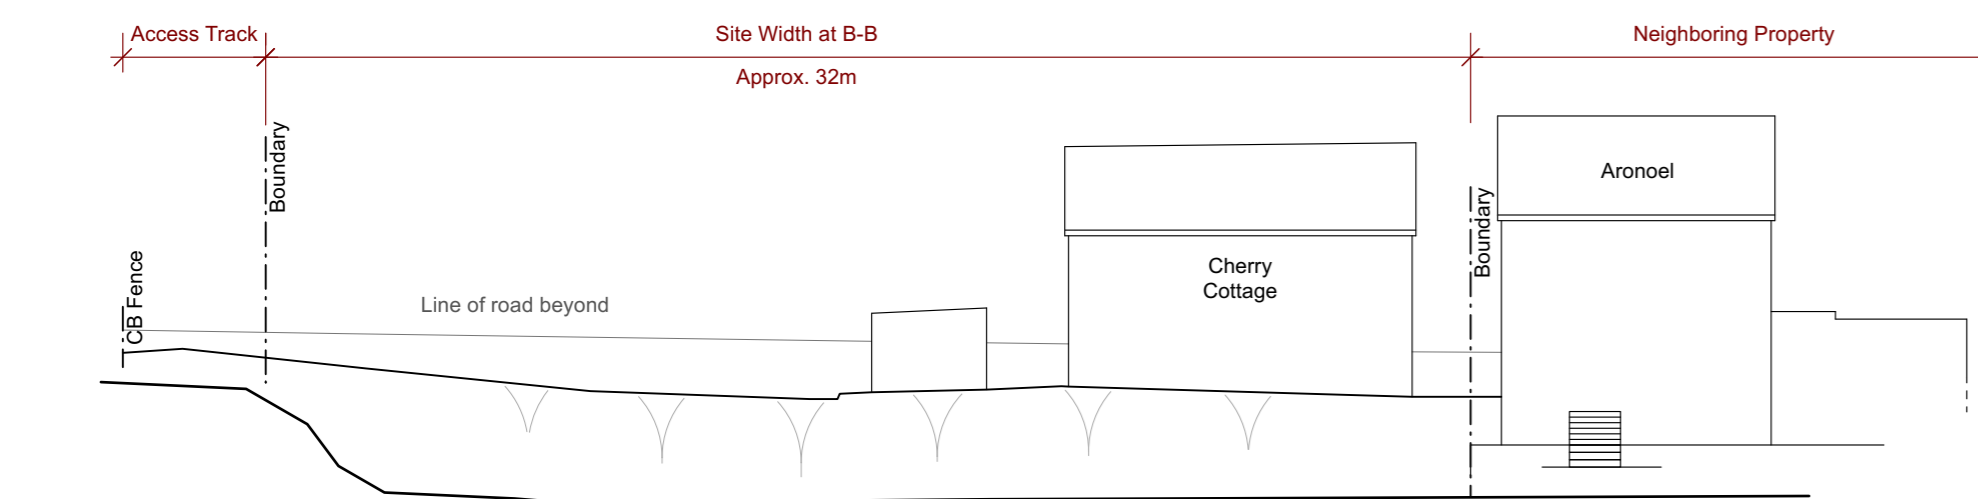 Access Track
Site Width at B-B
Neighboring Property
Approx. 32m
Boundary
Aronoel
Boundary
CB Fence
Cherry
Cottage
Line of road beyond